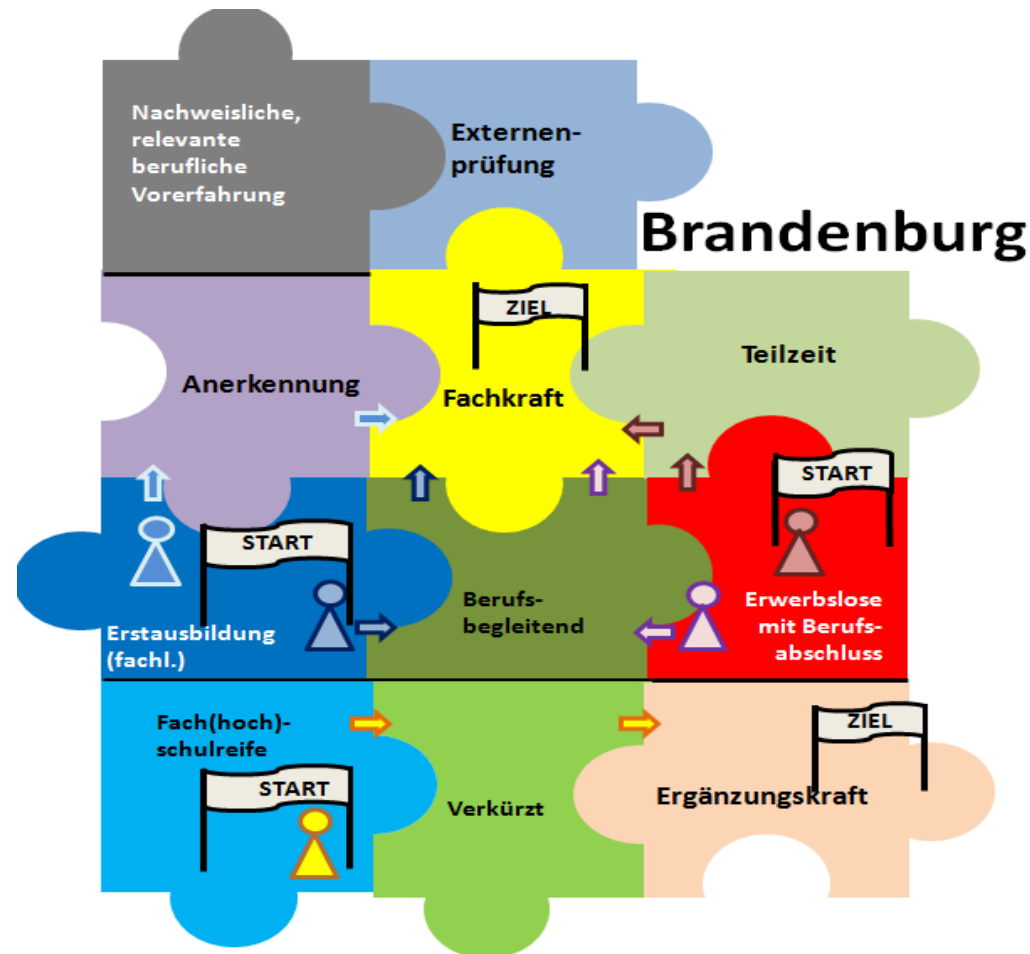 Nachweisliche,
relevante
berufliche
Vorerfahrung
Externen-
prüfung
Brandenburg
ZIEL
Anerkennung
Fachkraft
Teilzeit
START
START
Erstausbildung
(fachl.)
Berufs-
begleitend
Erwerbslose
mit Berufs-
abschluss
Fach(hoch)-
schulreife
START
Verkürzt
ZIEL
Ergänzungskraft